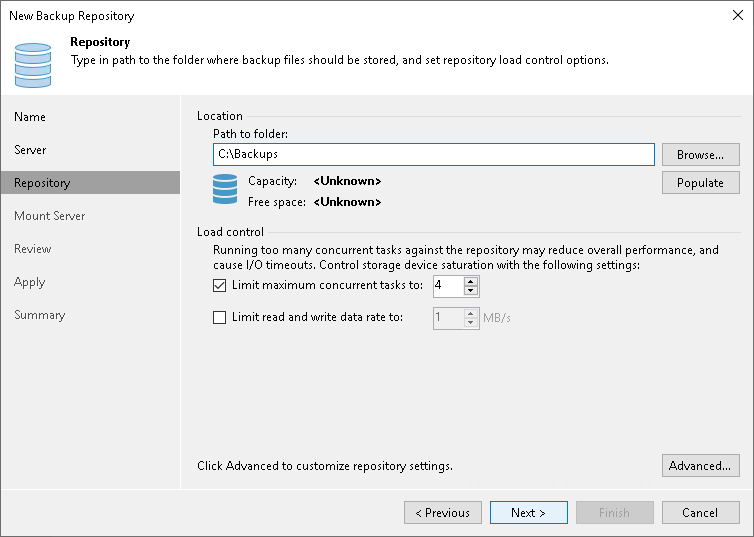 New Backup Repository
Repository
Type in path to the folder where backup files should be stored, and set repository load control options.
Name
Server
Repository
Mount Server
Review
Apply
Summary
Location
Path to folder:
C:\Backups
Browse...
Capacity: <Unknown>
Populate
Free space: <Unknown>
Load control
Running too many concurrent tasks against the repository may reduce overall performance, and
cause I/O timeouts. Control storage device saturation with the following settings:
Limit maximum concurrent tasks to: 4
Limit read and write data rate to: 1 MB/s
Click Advanced to customize repository settings.
Advanced...
< Previous
Next >
Finish
Cancel